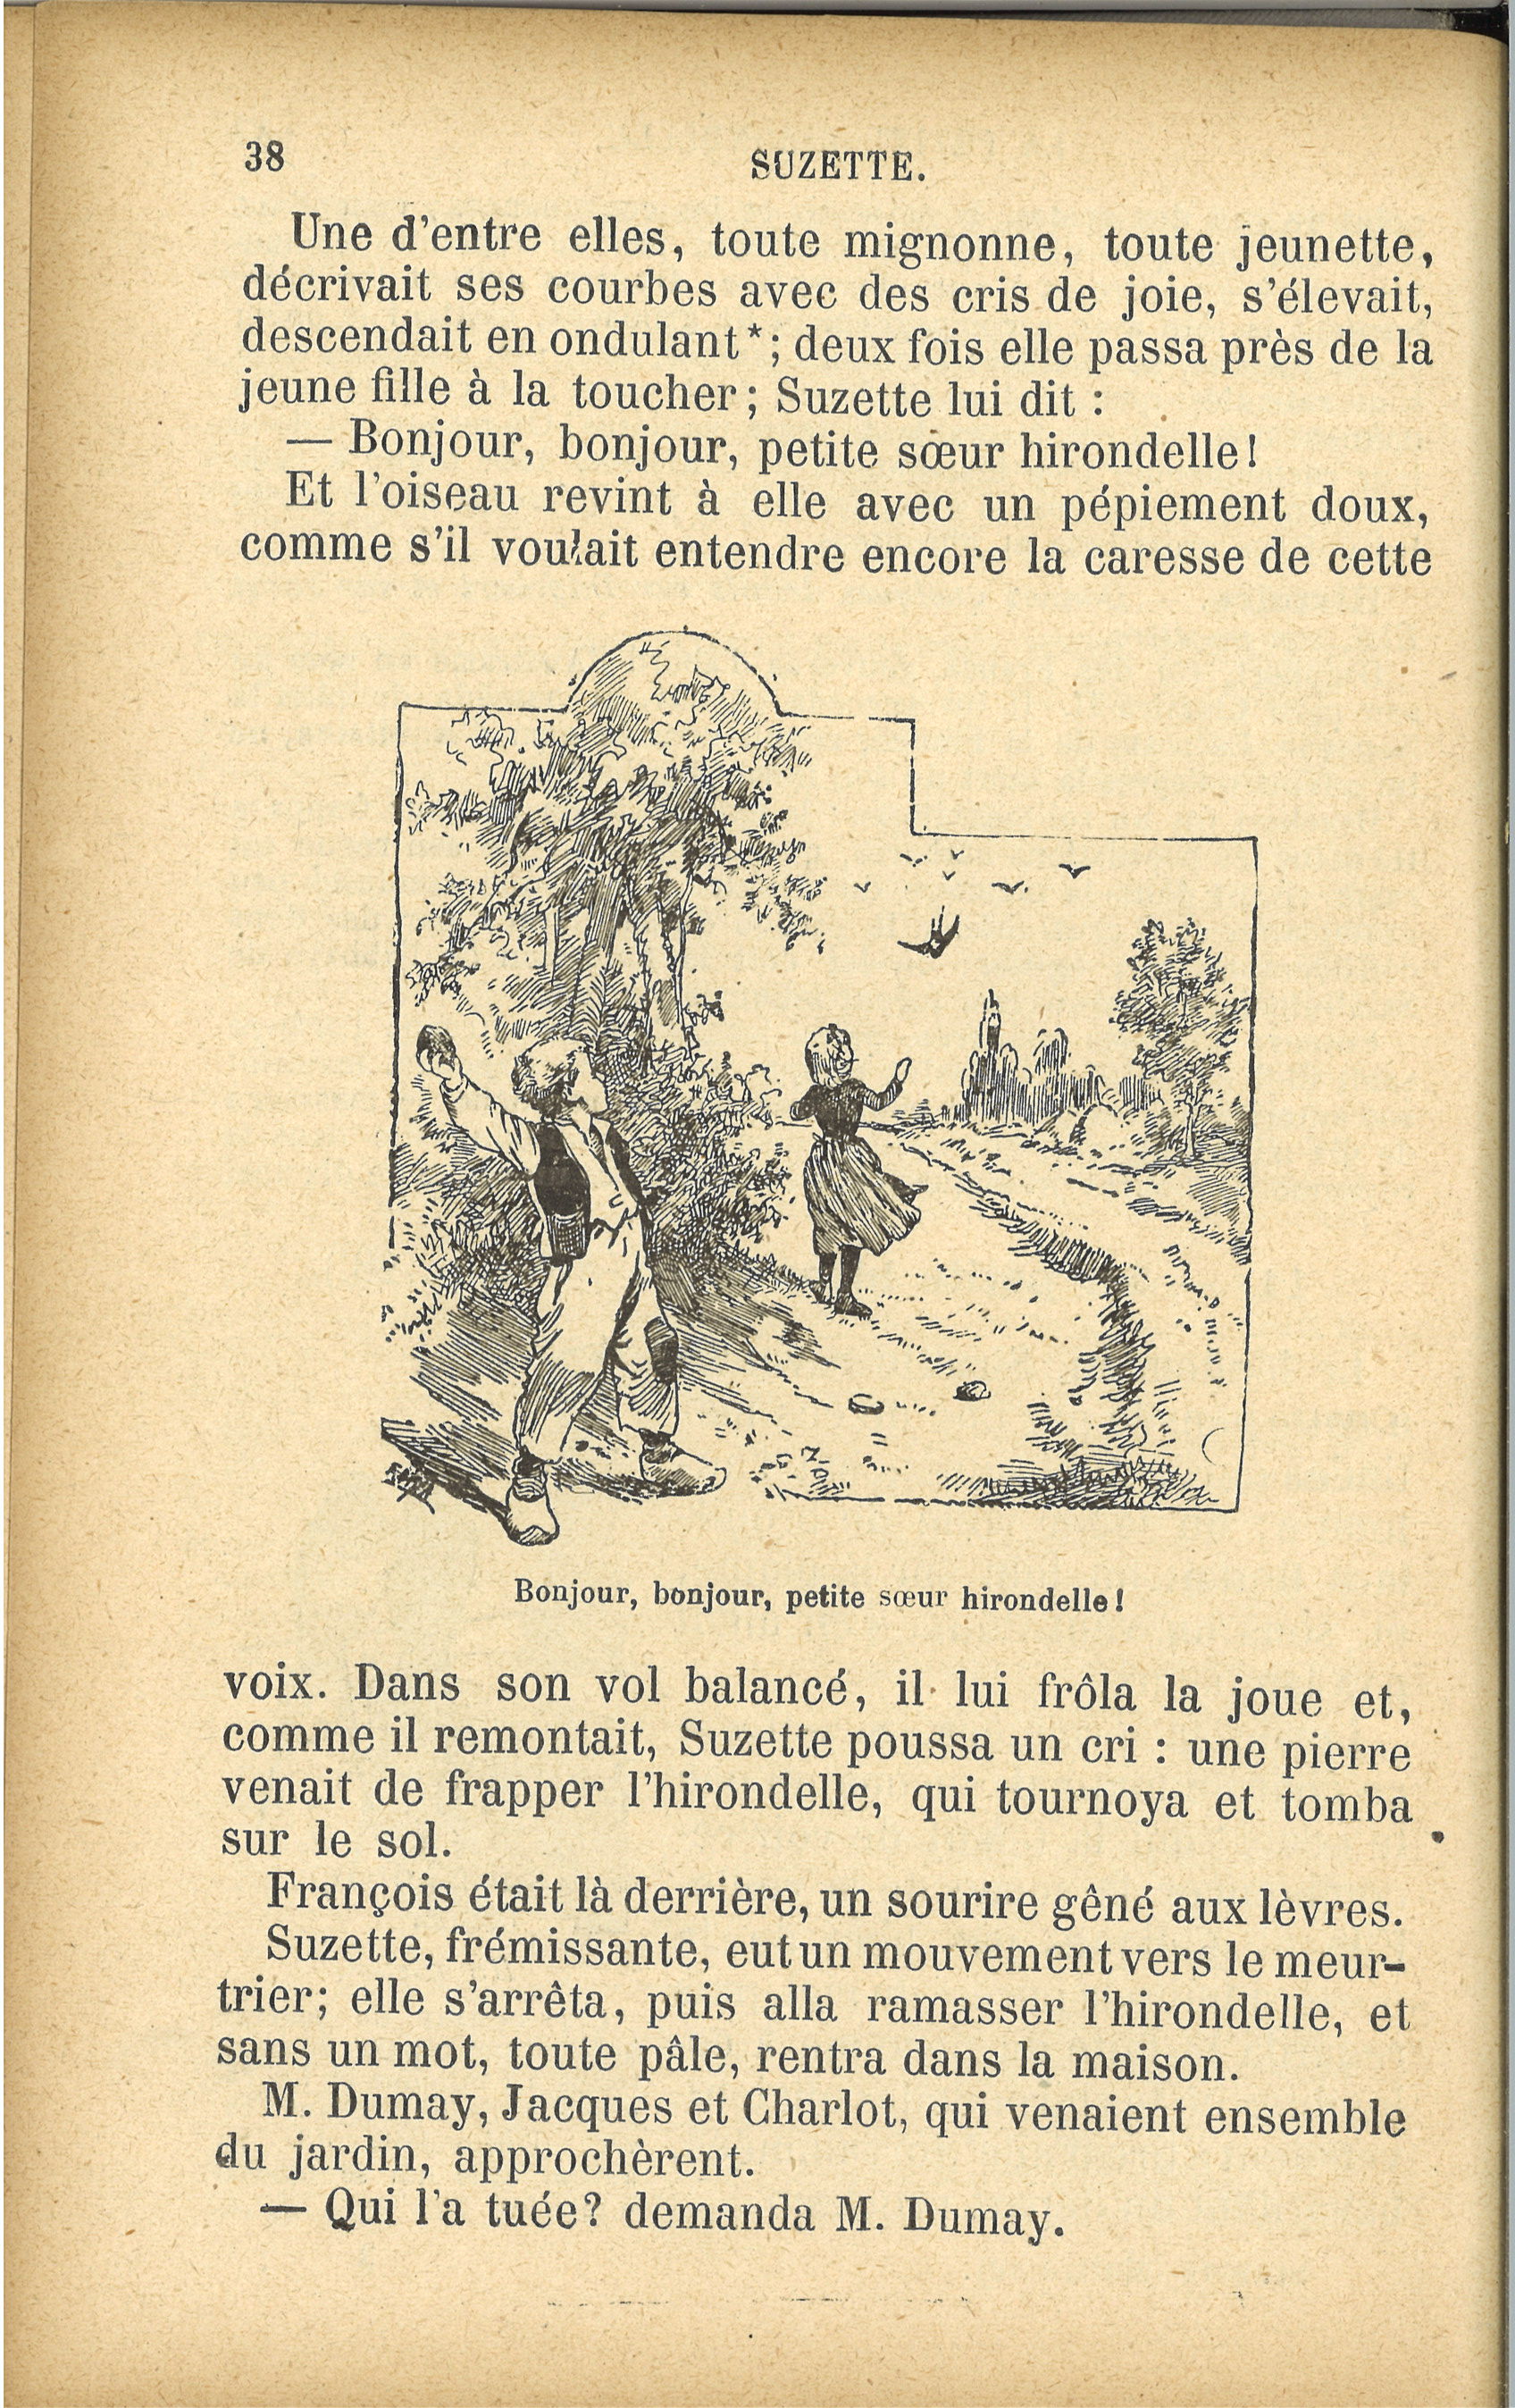 38
SUZETTE.
Une d'entre elles, toute mignonne, toute jeunette,
décrivait ses courbes avec des cris de joie, s'élevait,
descendait en ondulant*; deux fois elle passa près de la
jeune fille à la toucher; Suzette lui dit :
— Bonjour, bonjour, petite sœur hirondelle!
Et l'oiseau revint à elle avec un pépiement doux,
comme s'il voulait entendre encore la caresse de cette
Bonjour, bonjour, petite sœur hirondelle!
voix. Dans son vol balancé, il lui frôla la joue et,
comme il remontait, Suzette poussa un cri : une pierre
venait de frapper l'hirondelle, qui tournoya et tomba
sur le sol.
François était là derrière, un sourire gêné aux lèvres.
Suzette, frémissante, eut un mouvement vers le meur-
trier; elle s'arrêta, puis alla ramasser l'hirondelle, et
sans un mot, toute pâle, rentra dans la maison.
M. Dumay, Jacques et Charlot, qui venaient ensemble
du jardin, approchèrent.
— Qui l'a tuée? demanda M. Dumay.